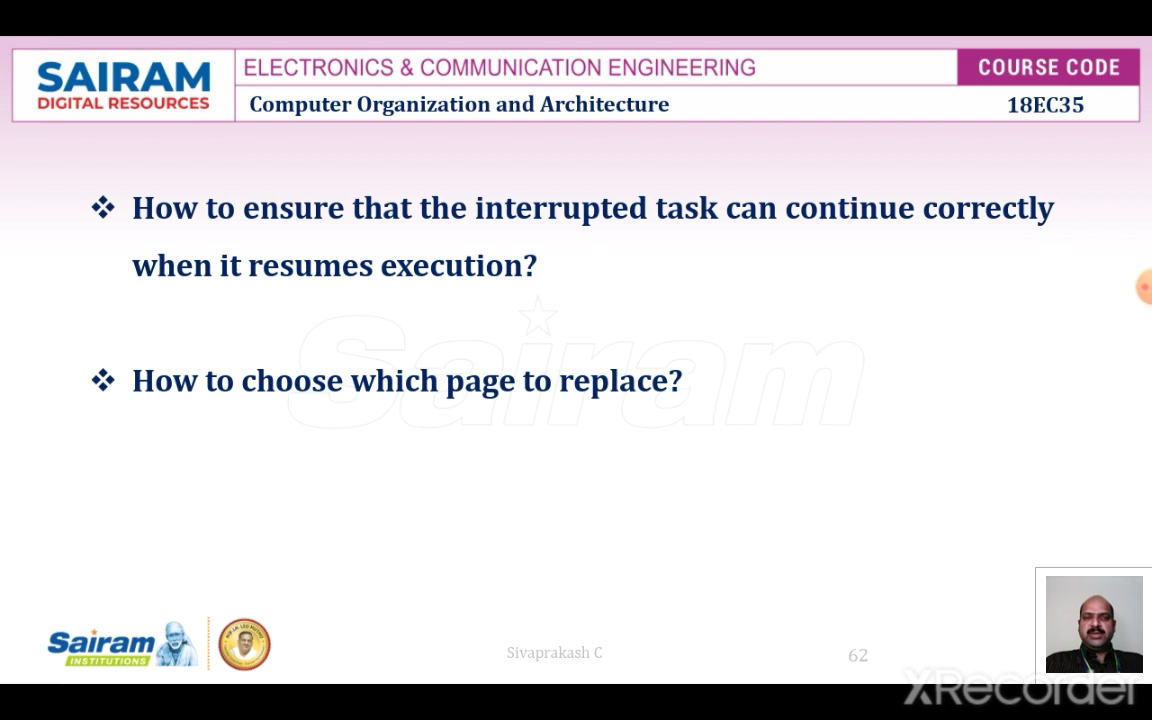 SAIRAM
DIGITAL RESOURCES
ELECTRONICS & COMMUNICATION ENGINEERING
COURSE CODE
Computer Organization and Architecture
18EC35
❖ How to ensure that the interrupted task can continue correctly
when it resumes execution?
Sairam
❖ How to choose which page to replace?
Sairam
INSTITUTIONS
Sivaprakash C
62
XRecorder